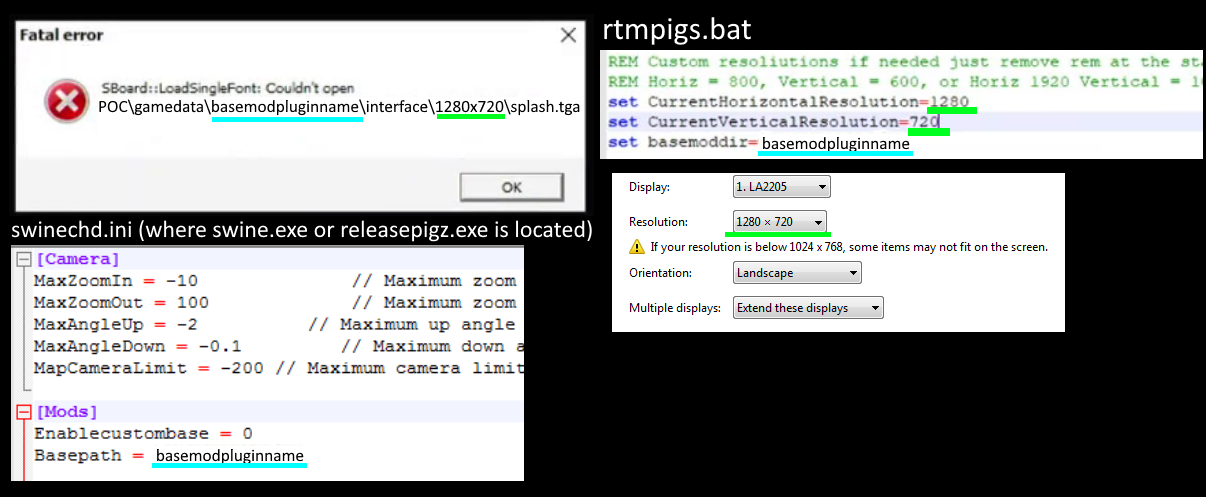 Fatal error
SBoard::LoadSingleFont: Couldn't open
POC\gamedata\basemodpluginname\interface\1280x720\splash.tga
OK
swinechd.ini (where swine.exe or releasepigz.exe is located)
[Camera]
MaxZoomIn = -10 // Maximum zoom
MaxZoomOut = 100 // Maximum zoom
MaxAngleUp = -2 // Maximum up angle
MaxAngleDown = -0.1 // Maximum down a
MapCameraLimit = -200 // Maximum camera limit
[Mods]
Enablecustombase = 0
Basepath = basemodpluginname
rtmpigs.bat
REM Custom resoliutions if needed just remove rem at the sta
REM Horiz = 800, Vertical = 600, or Horiz 1920 Vertical = 10
set CurrentHorizontalResolution=1280
set CurrentVerticalResolution=720
set basemoddir= basemodpluginname
Display: 1. LA2205
Resolution: 1280 × 720
If your resolution is below 1024 x 768, some items may not fit on the screen.
Orientation: Landscape
Multiple displays: Extend these displays